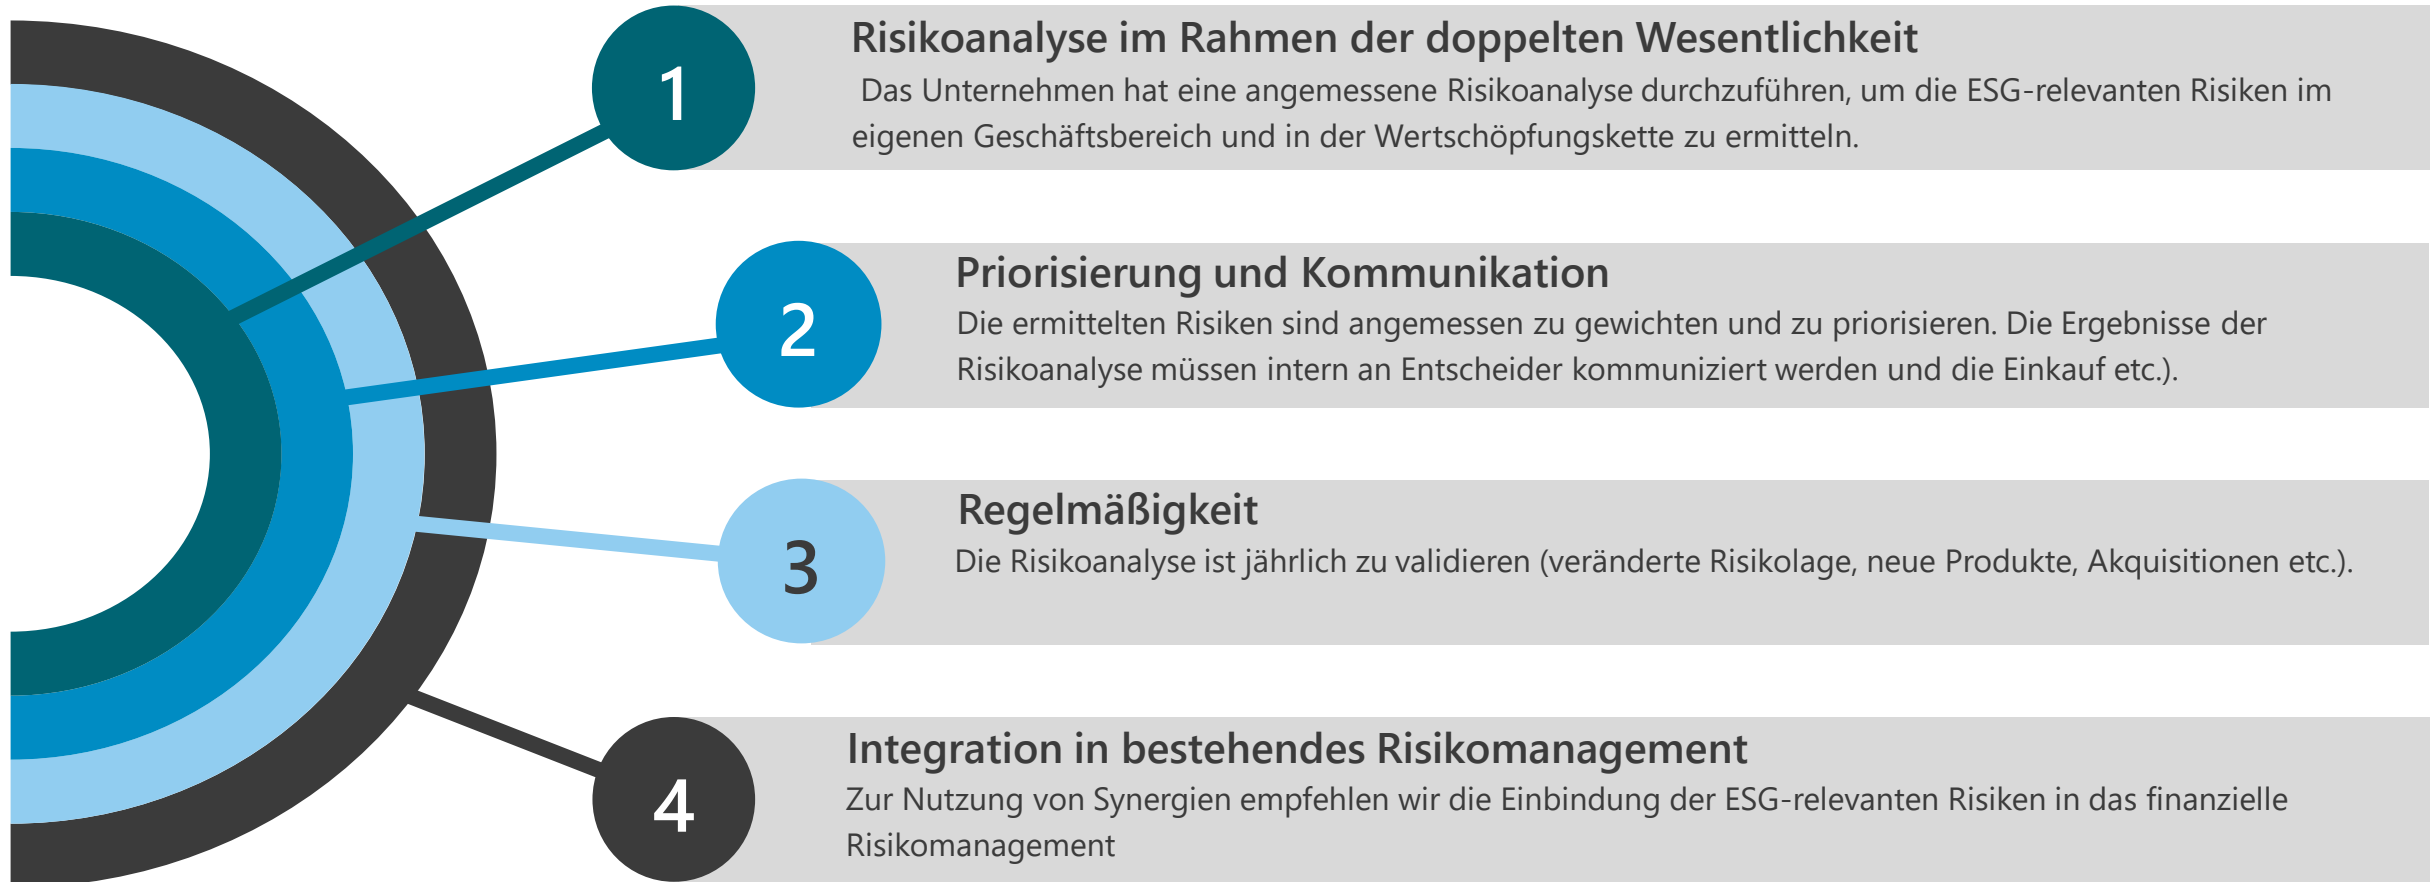 1
Risikoanalyse im Rahmen der doppelten Wesentlichkeit
Das Unternehmen hat eine angemessene Risikoanalyse durchzuführen, um die ESG-relevanten Risiken im
eigenen Geschäftsbereich und in der Wertschöpfungskette zu ermitteln.
2
Priorisierung und Kommunikation
Die ermittelten Risiken sind angemessen zu gewichten und zu priorisieren. Die Ergebnisse der
Risikoanalyse müssen intern an Entscheider kommuniziert werden und die Einkauf etc.).
3
Regelmäßigkeit
Die Risikoanalyse ist jährlich zu validieren (veränderte Risikolage, neue Produkte, Akquisitionen etc.).
4
Integration in bestehendes Risikomanagement
Zur Nutzung von Synergien empfehlen wir die Einbindung der ESG-relevanten Risiken in das finanzielle
Risikomanagement